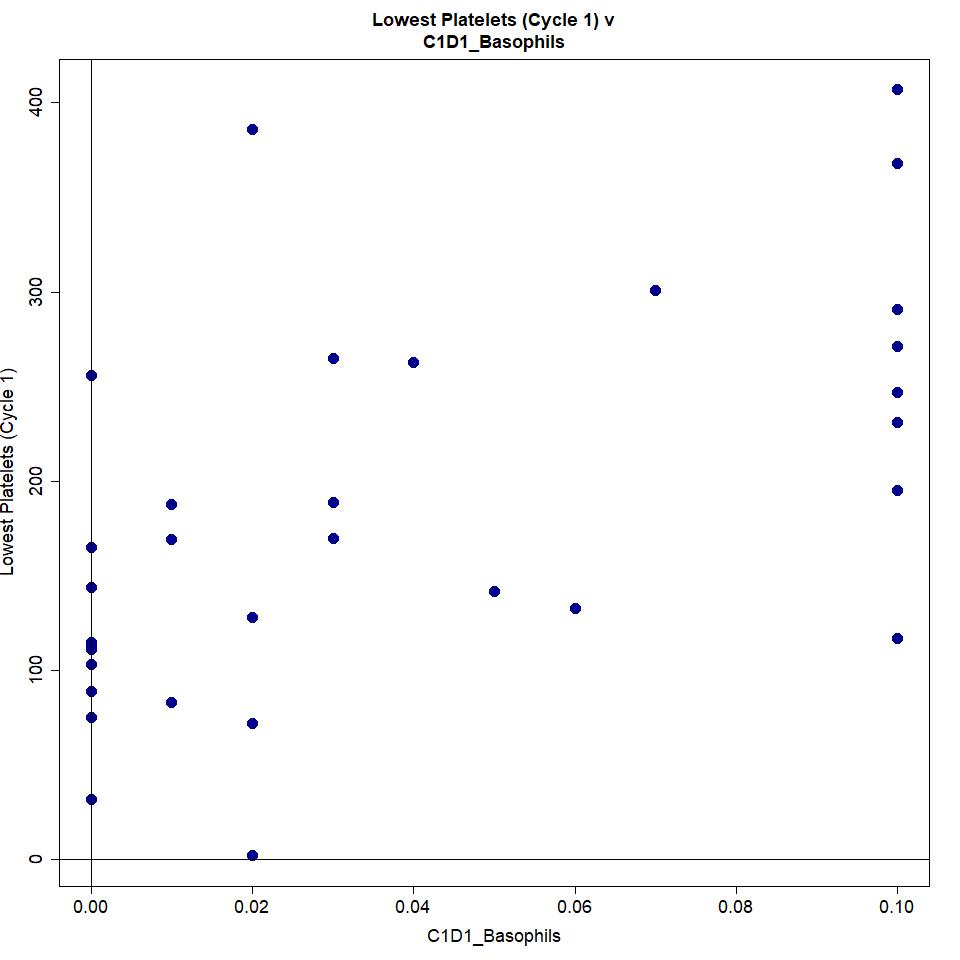 Lowest Platelets (Cycle 1) v
C1D1_Basophils
Lowest Platelets (Cycle 1)
400
300
200
100
0
0.00 0.02 0.04 0.06 0.08 0.10
C1D1_Basophils